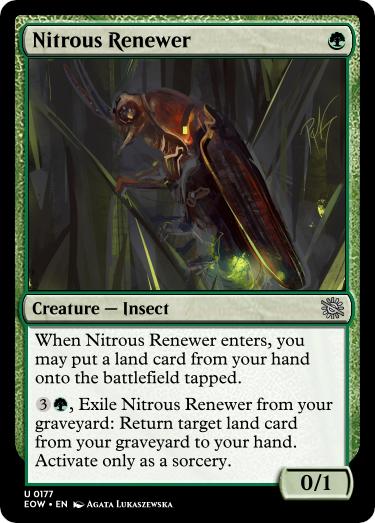 Nitrous Renewer
Creature — Insect
When Nitrous Renewer enters, you
may put a land card from your hand
onto the battlefield tapped.
3, Exile Nitrous Renewer from your
graveyard: Return target land card
from your graveyard to your hand.
Activate only as a sorcery.
0/1
U 0177
EOW • EN Agata Lukaszewska